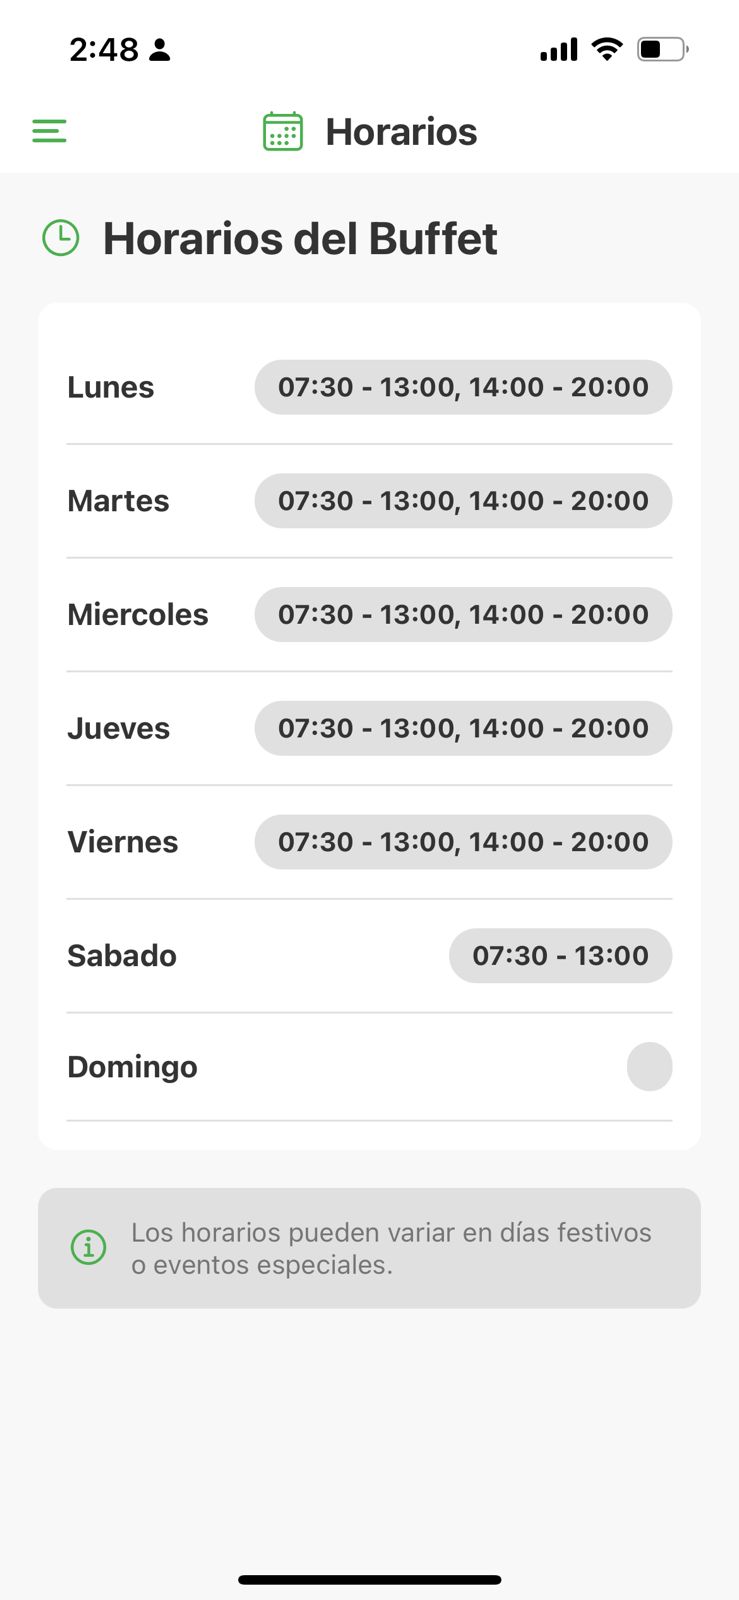 2:48
Horarios
Horarios del Buffet
Lunes 07:30 - 13:00, 14:00 - 20:00
Martes 07:30 - 13:00, 14:00 - 20:00
Miercoles 07:30 - 13:00, 14:00 - 20:00
Jueves 07:30 - 13:00, 14:00 - 20:00
Viernes 07:30 - 13:00, 14:00 - 20:00
Sabado 07:30 - 13:00
Domingo
Los horarios pueden variar en días festivos
o eventos especiales.